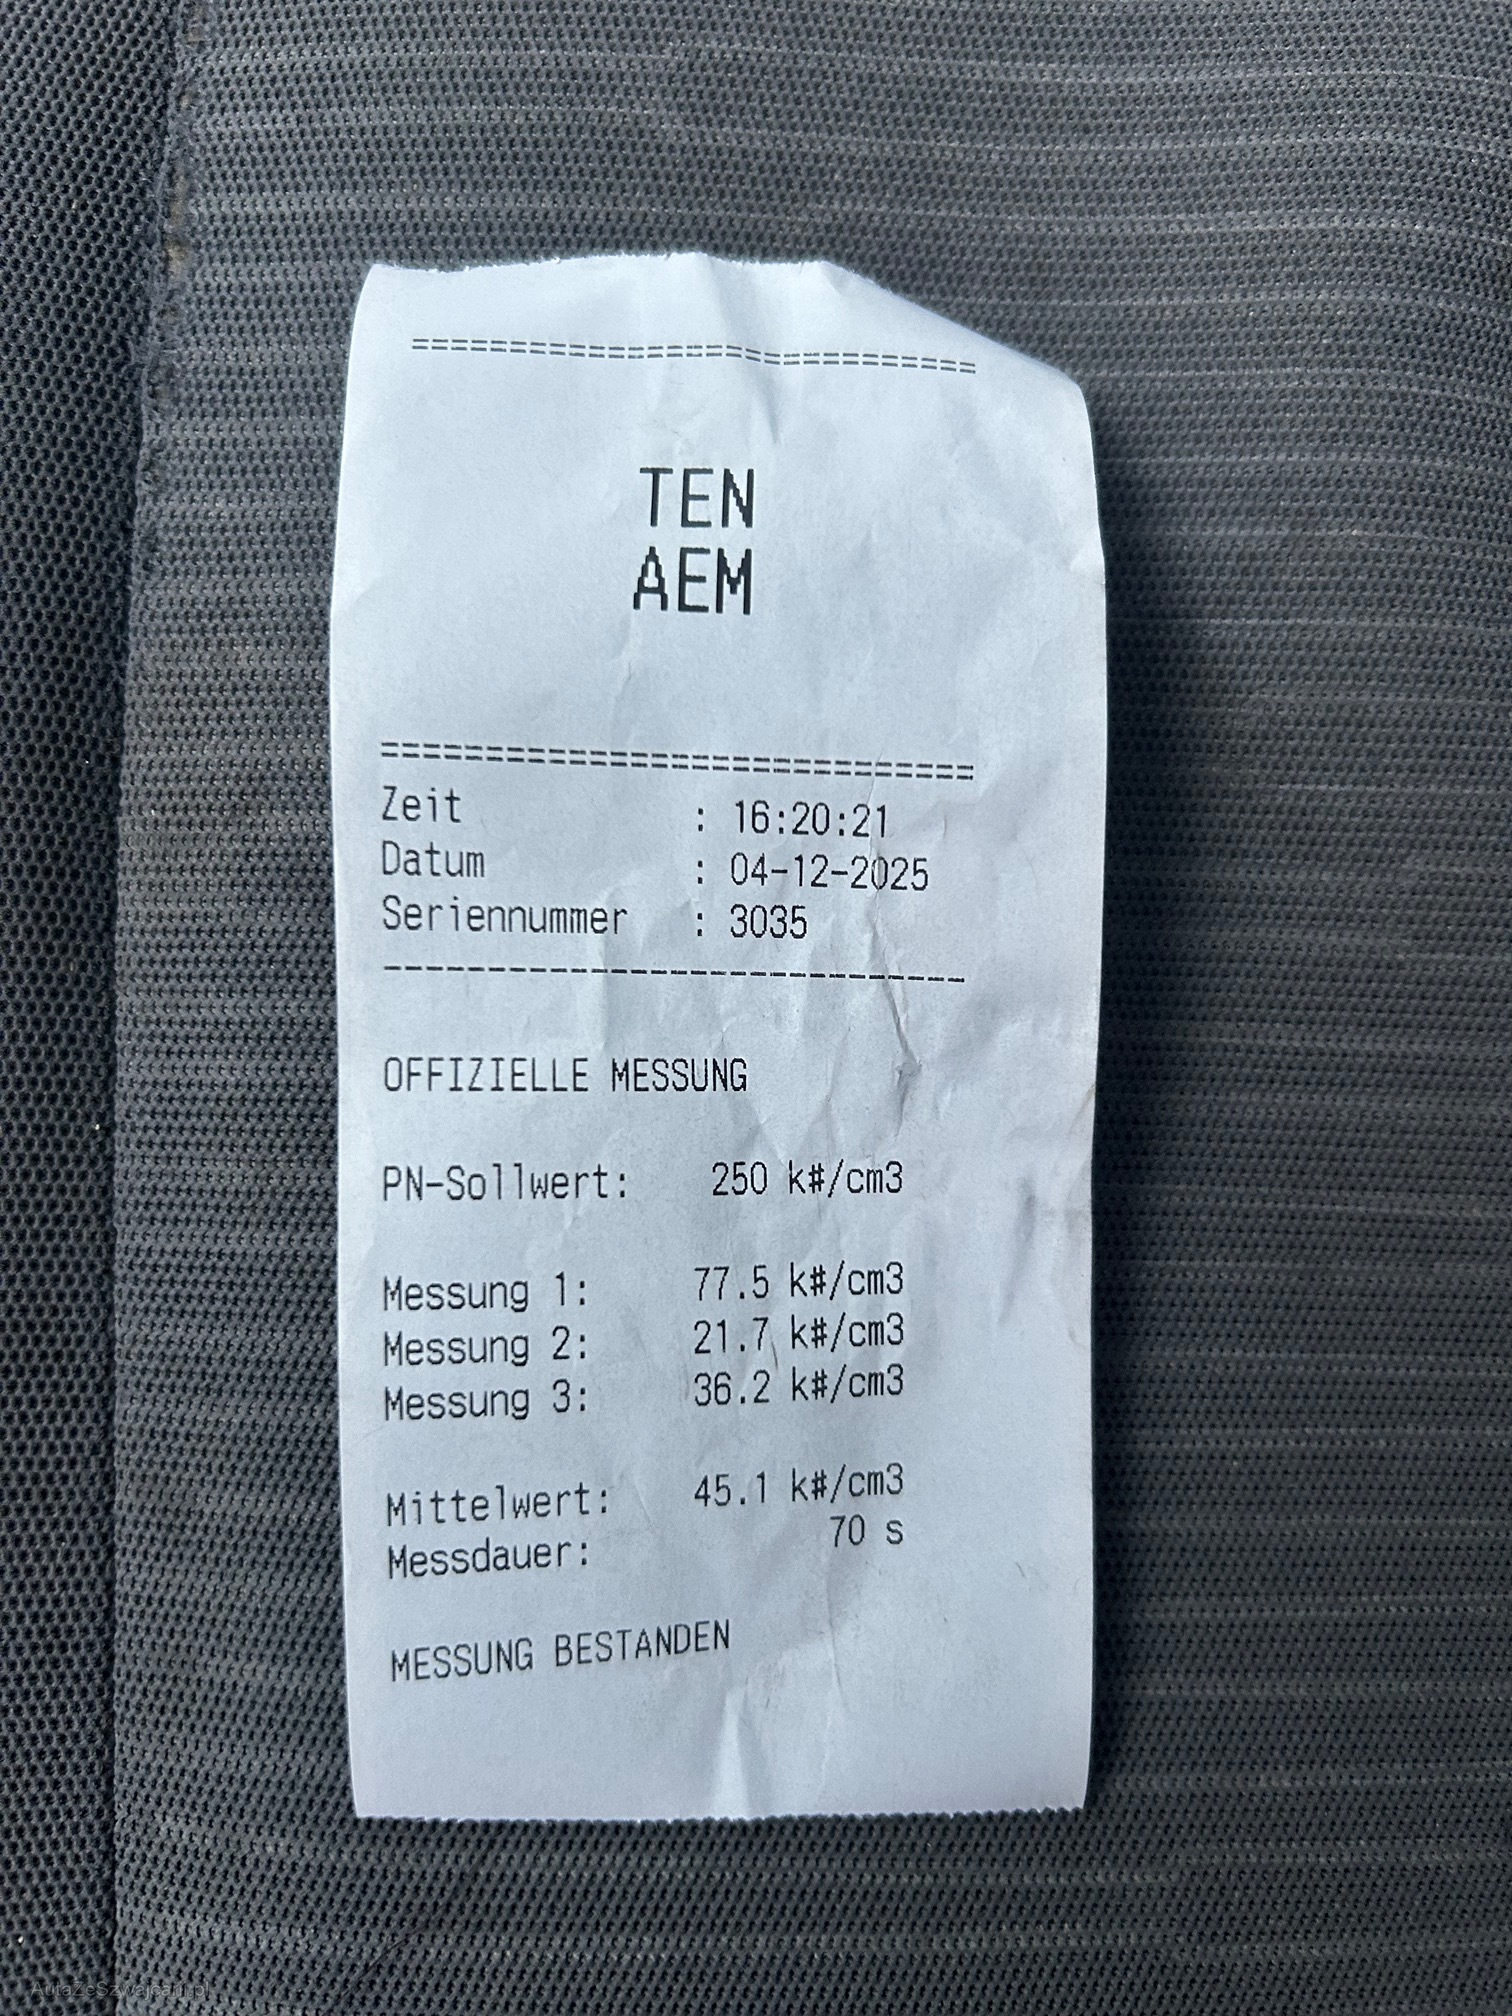 ============================
TEN
AEM
============================
Zeit : 16:20:21
Datum : 04-12-2025
Seriennummer : 3035
----------------------------
OFFIZIELLE MESSUNG
PN-Sollwert: 250 k#/cm3
Messung 1: 77.5 k#/cm3
Messung 2: 21.7 k#/cm3
Messung 3: 36.2 k#/cm3
Mittelwert: 45.1 k#/cm3
Messdauer: 70 s
MESSUNG BESTANDEN
AutaZeSzwajcarii.pl